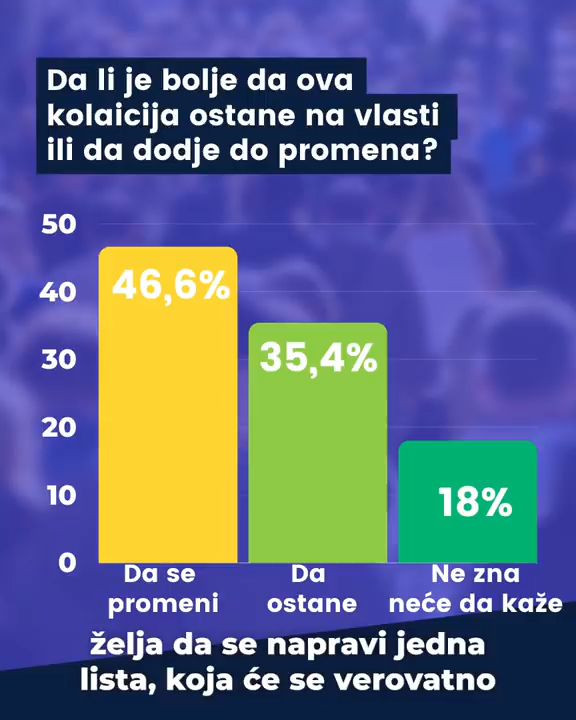 Da li je bolje da ova
kolaicija ostane na vlasti
ili da dodje do promena?
50
40
30
20
10
0
46,6%
35,4%
18%
Da se
promeni
Da
ostane
Ne zna
neće da kaže
želja da se napravi jedna
lista, koja će se verovatno